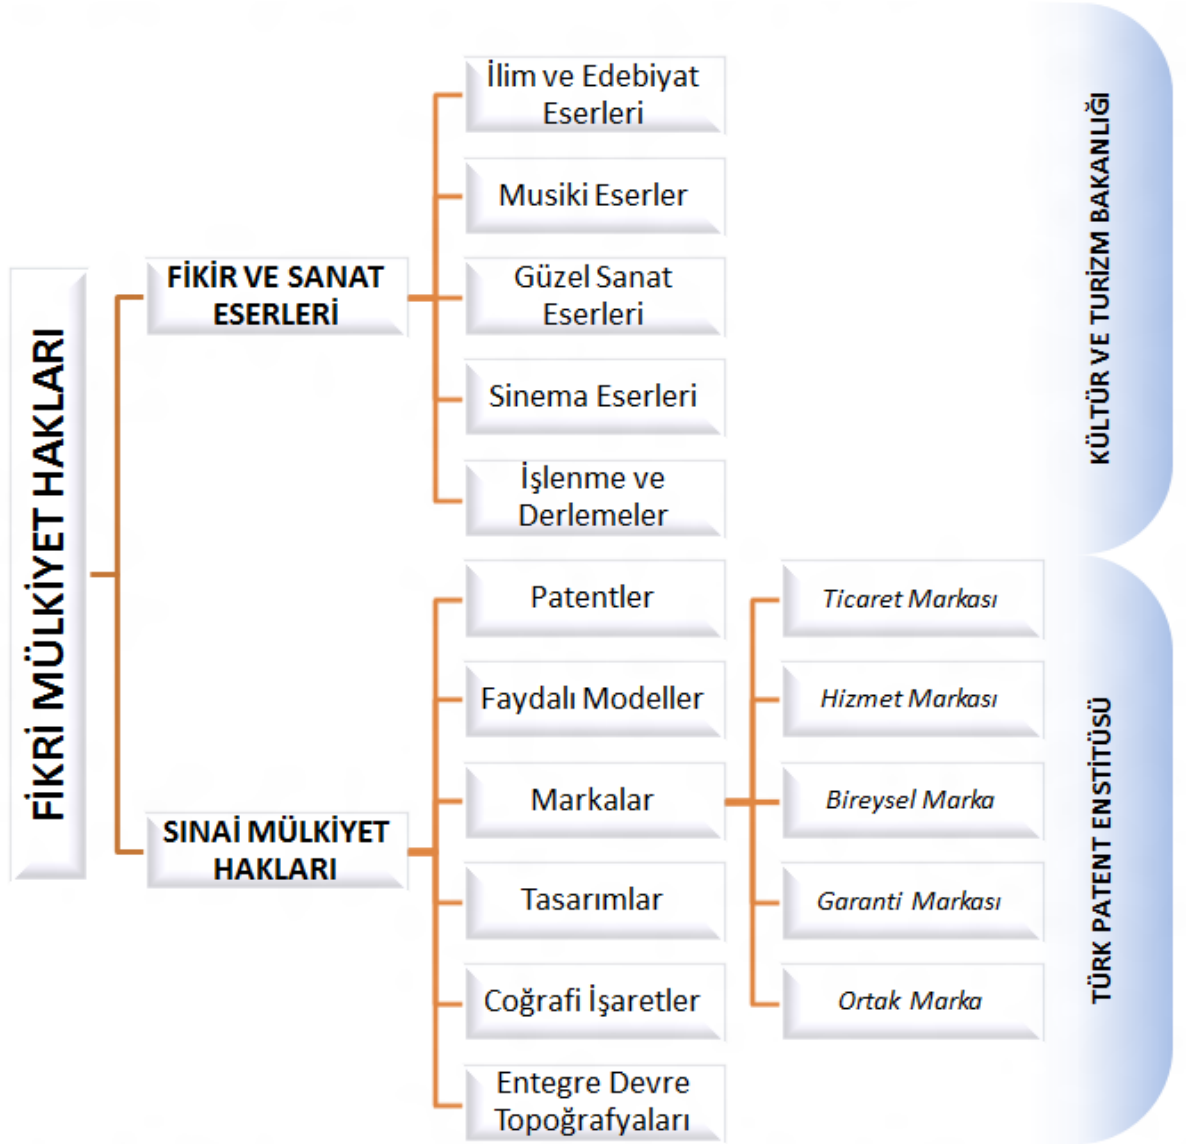 FİKRİ MÜLKİYET HAKLARI
FİKİR VE SANAT
ESERLERİ
İlim ve Edebiyat
Eserleri
Musiki Eserler
Güzel Sanat
Eserleri
Sinema Eserleri
İşlenme ve
Derlemeler
KÜLTÜR VE TURİZM BAKANLIĞI
SINAİ MÜLKİYET
HAKLARI
Patentler
Faydalı Modeller
Markalar
Tasarımlar
Coğrafi İşaretler
Entegre Devre
Topoğrafyaları
Ticaret Markası
Hizmet Markası
Bireysel Marka
Garanti Markası
Ortak Marka
TÜRK PATENT ENSTİTÜSÜ